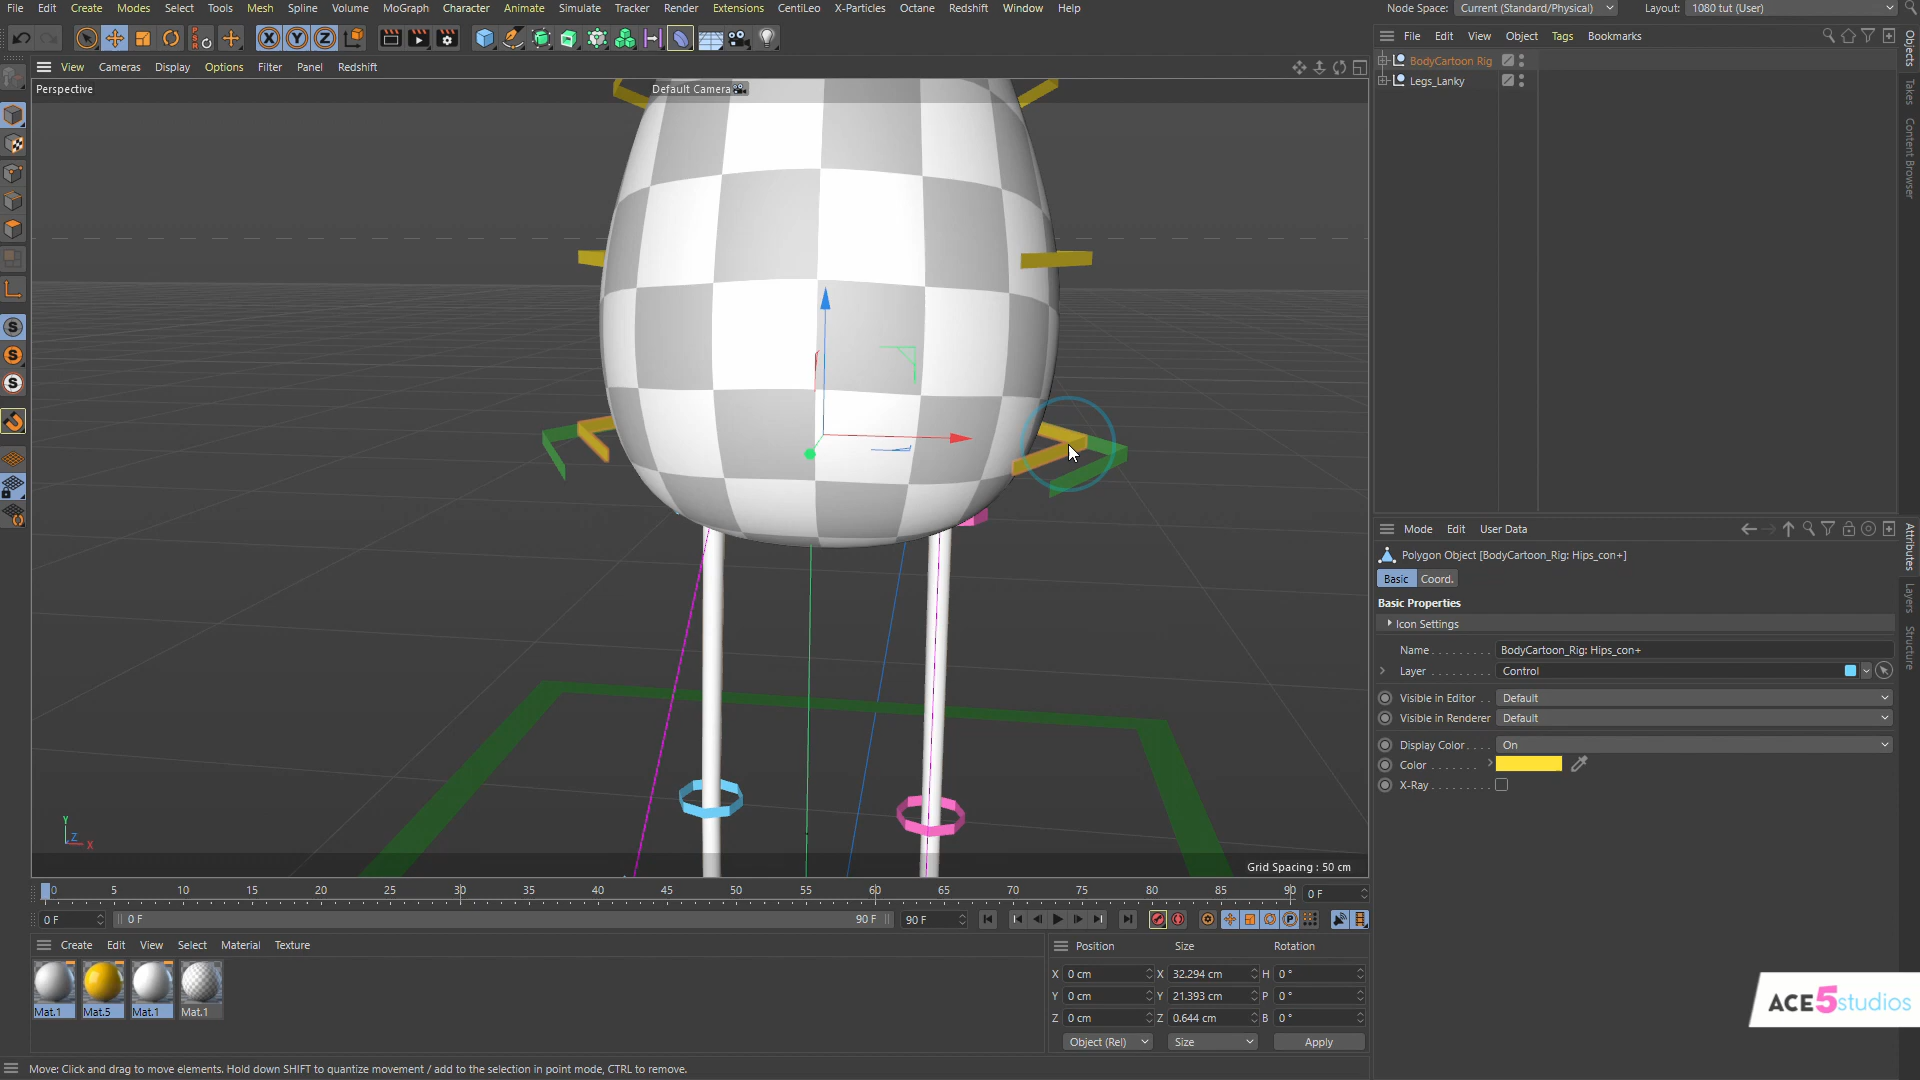 File Edit Create Modes Select Tools Mesh Spline Volume MoGraph Character Animate Simulate Tracker Render Extensions CentiLeo X-Particles Octane Redshift Window Help
Node Space: Current (Standard/Physical) Layout: 1080 tut (User)
View Cameras Display Options Filter Panel Redshift
File Edit View Object Tags Bookmarks
Perspective
Default Camera
BodyCartoon Rig
Legs_Lanky
Objects
Takes
Content Browser
Mode Edit User Data
Attributes
Layers
Structure
Polygon Object [BodyCartoon_Rig: Hips_con+]
Basic Coord.
Basic Properties
Icon Settings
Name . . . . . . . . . BodyCartoon_Rig: Hips_con+
Layer . . . . . . . . . Control
Visible in Editor . . Default
Visible in Renderer Default
Display Color . . . . On
Color . . . . . . .
X-Ray . . . . . . . . .
Y Z X
Grid Spacing : 50 cm
0 5 10 15 20 25 30 35 40 45 50 55 60 65 70 75 80 85 90 0 F
0 F 0 F 90 F 90 F
Create Edit View Select Material Texture
Mat.1 Mat.5 Mat.1 Mat.1
Position Size Rotation
X 0 cm X 32.294 cm H 0 °
Y 0 cm Y 21.393 cm P 0 °
Z 0 cm Z 0.644 cm B 0 °
Object (Rel) Size Apply
ACE5studios
Move: Click and drag to move elements. Hold down SHIFT to quantize movement / add to the selection in point mode, CTRL to remove.